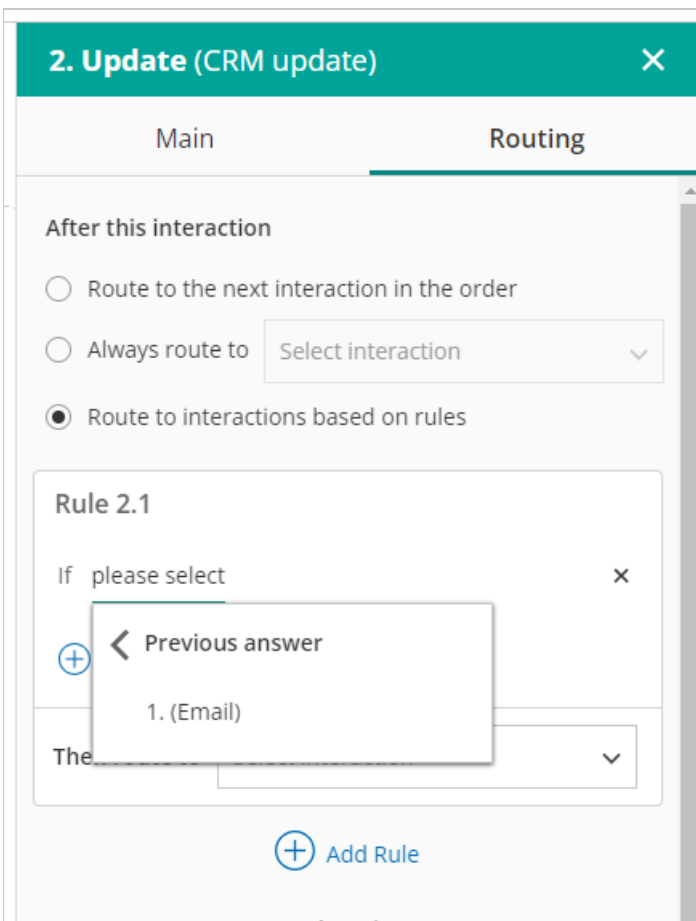 2. Update (CRM update)
Main Routing
After this interaction
Route to the next interaction in the order
Always route to Select interaction
Route to interactions based on rules
Rule 2.1
If please select
Previous answer
1. (Email)
Add Rule